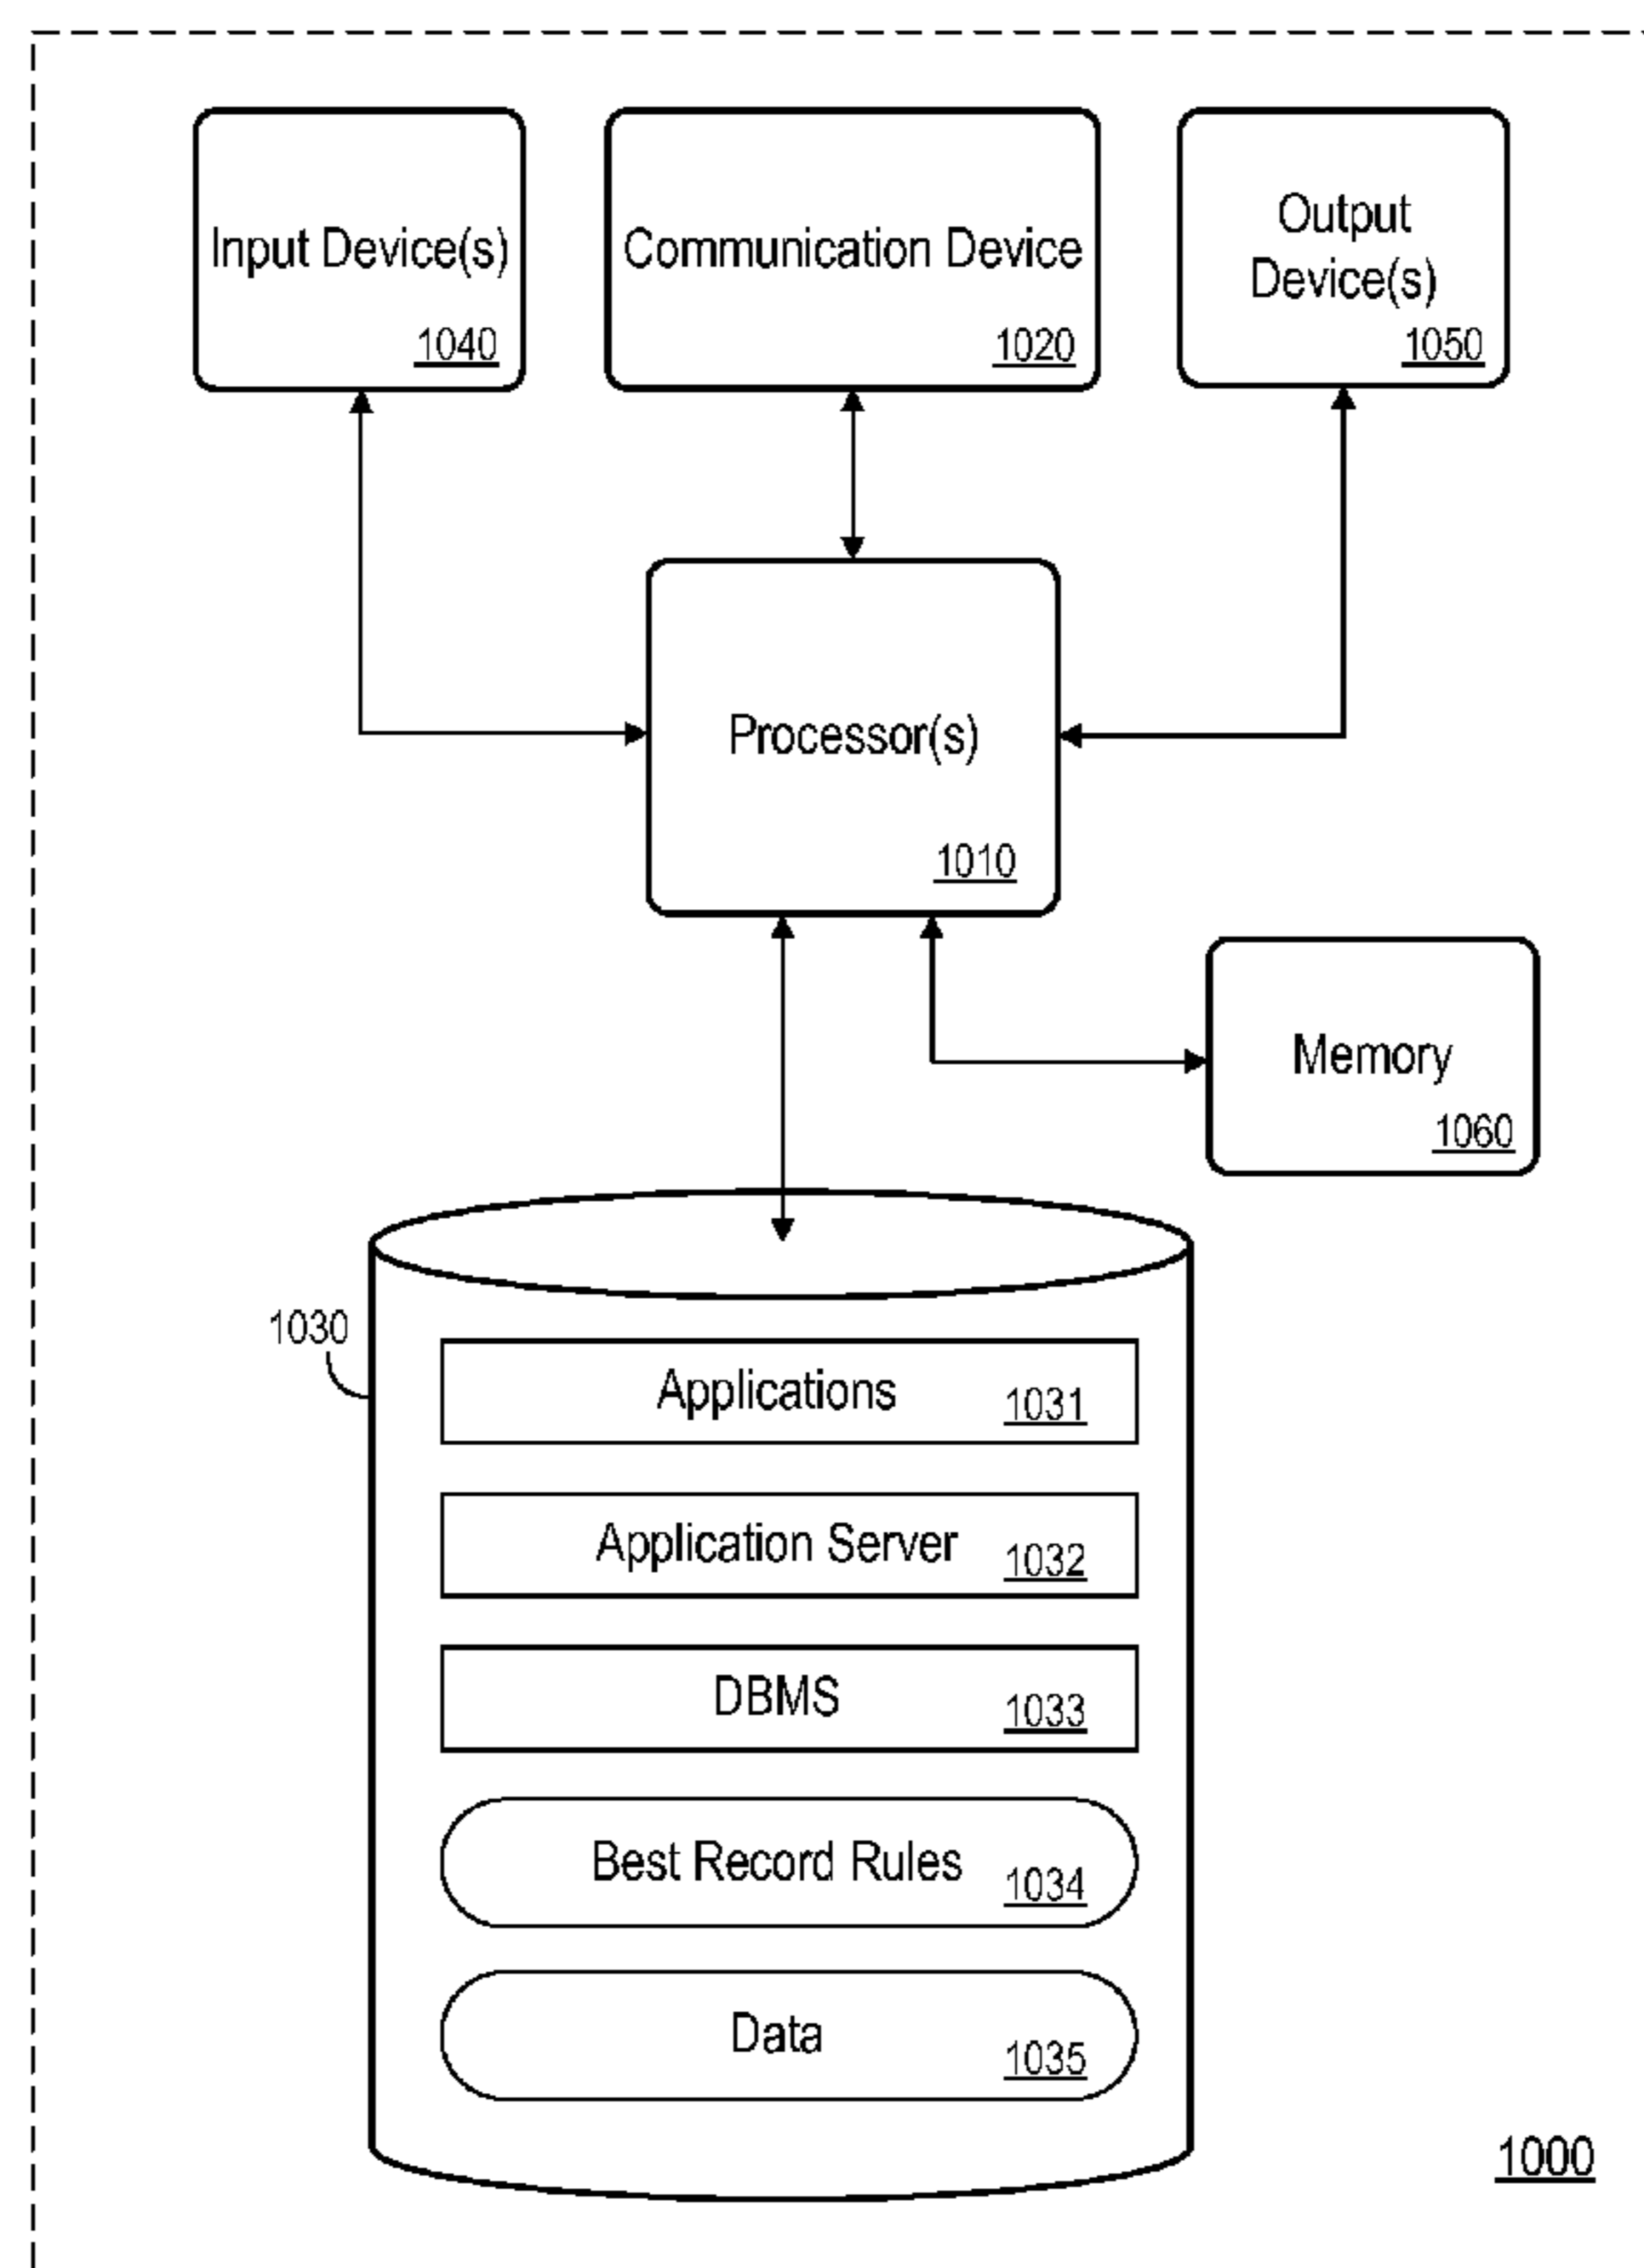 Input Device(s)
1040
Communication Device
1020
Output
Device(s)
1050
Processor(s)
1010
Memory
1060
1030
Applications 1031
Application Server 1032
DBMS 1033
Best Record Rules 1034
Data 1035
1000